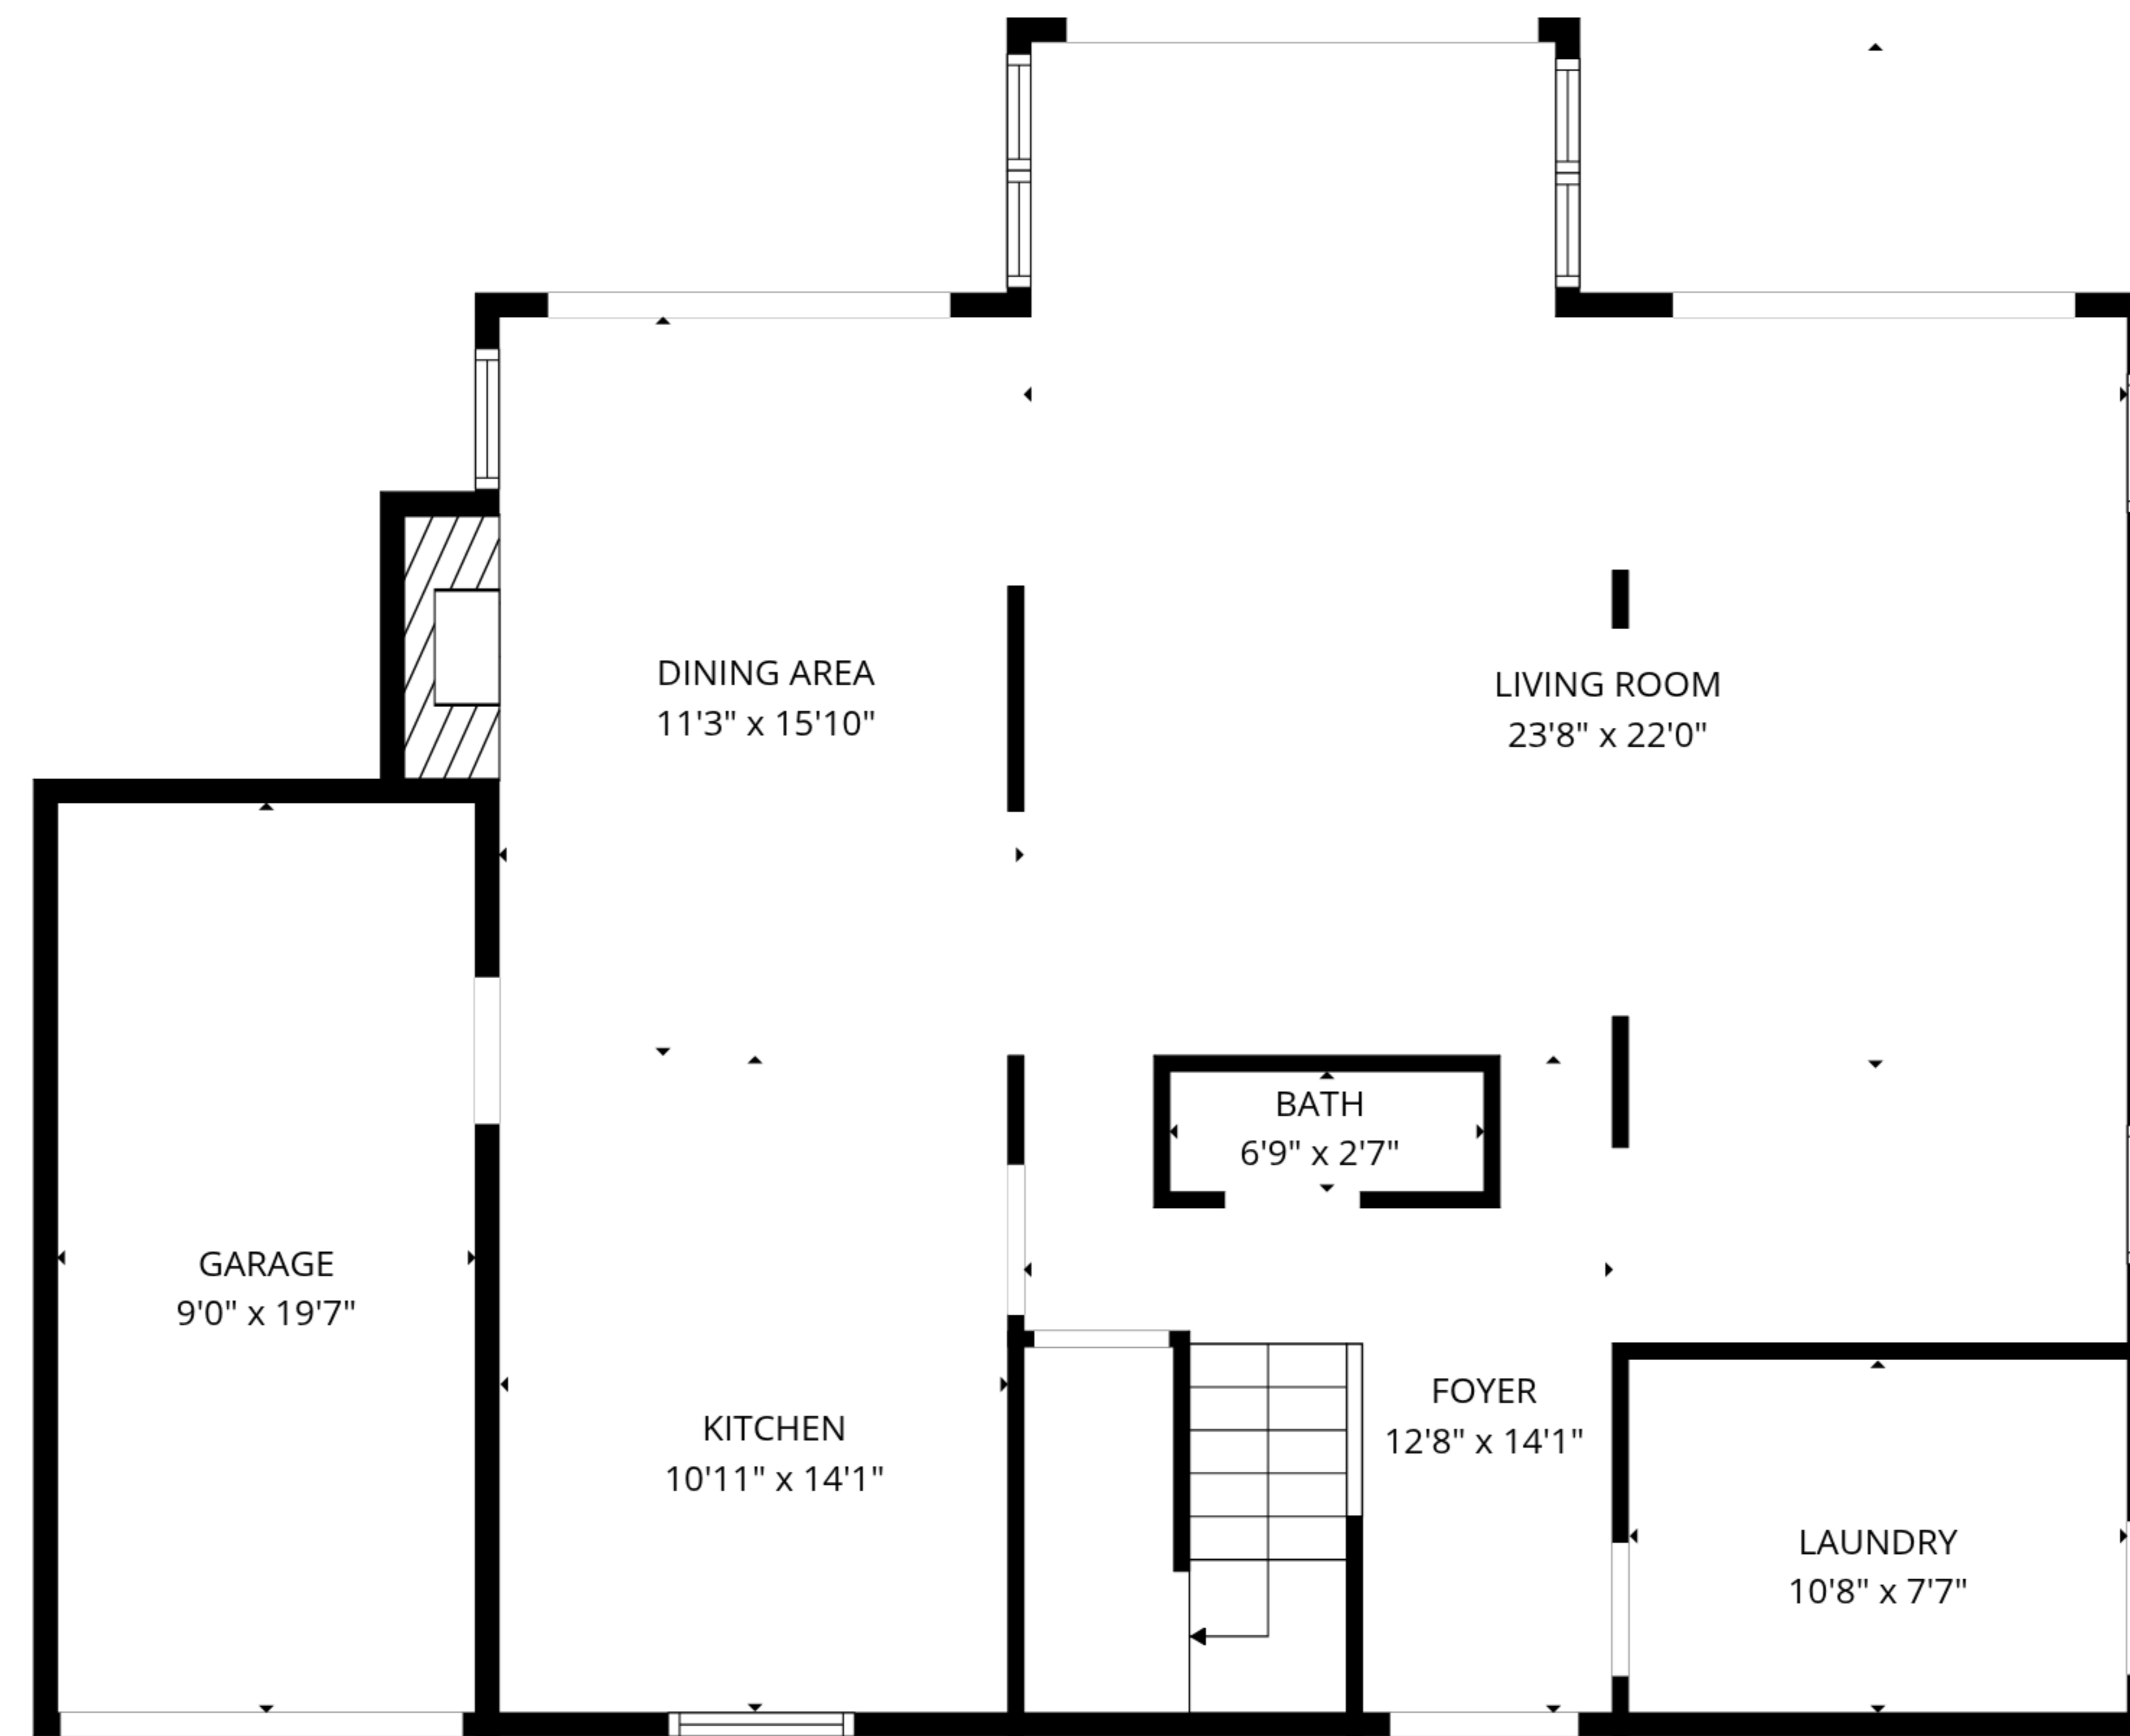 DINING AREA
11'3" x 15'10"
LIVING ROOM
23'8" x 22'0"
BATH
6'9" x 2'7"
GARAGE
9'0" x 19'7"
KITCHEN
10'11" x 14'1"
FOYER
12'8" x 14'1"
LAUNDRY
10'8" x 7'7"